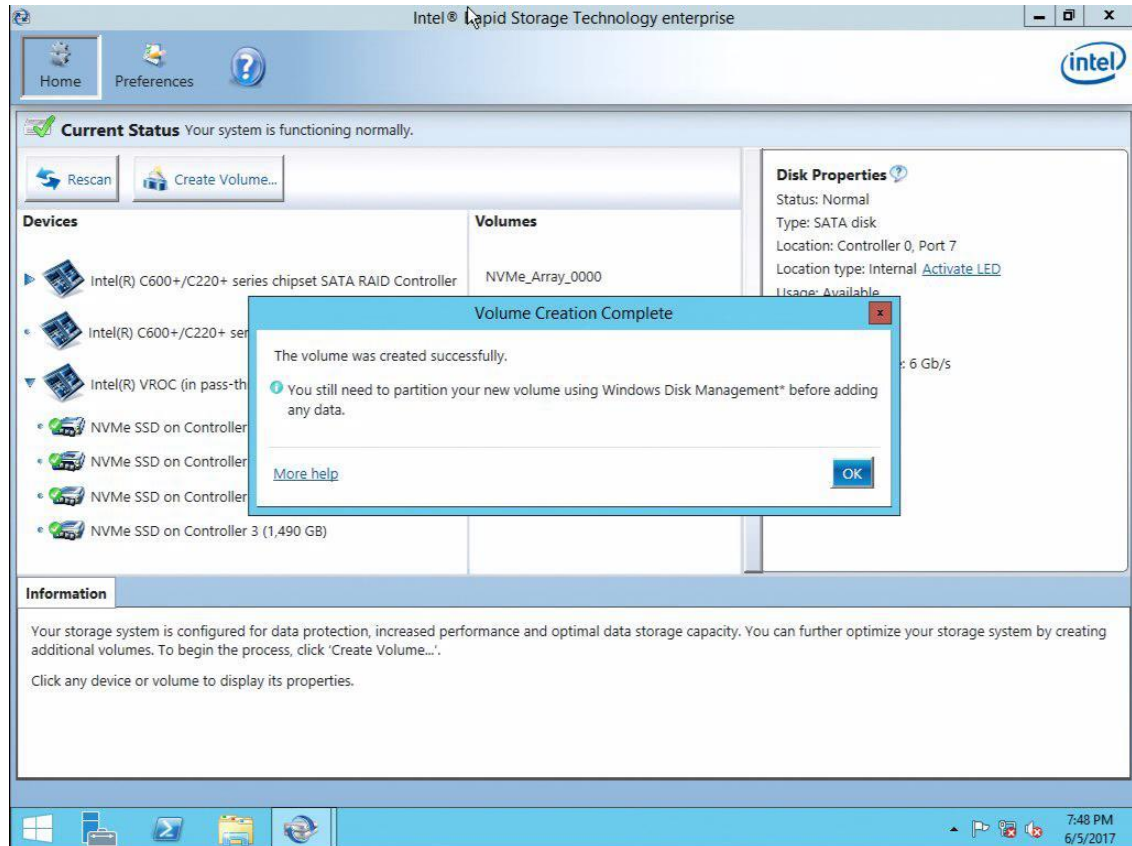 Intel® Rapid Storage Technology enterprise
Home
Preferences
intel
Current Status Your system is functioning normally.
Rescan
Create Volume...
Devices
Volumes
Intel(R) C600+/C220+ series chipset SATA RAID Controller
NVMe_Array_0000
Intel(R) C600+/C220+ ser
Intel(R) VROC (in pass-th
NVMe SSD on Controller
NVMe SSD on Controller
NVMe SSD on Controller
NVMe SSD on Controller 3 (1,490 GB)
Disk Properties
Status: Normal
Type: SATA disk
Location: Controller 0, Port 7
Location type: Internal Activate LED
Usage: Available
: 6 Gb/s
Volume Creation Complete
The volume was created successfully.
You still need to partition your new volume using Windows Disk Management* before adding
any data.
More help
OK
Information
Your storage system is configured for data protection, increased performance and optimal data storage capacity. You can further optimize your storage system by creating
additional volumes. To begin the process, click 'Create Volume...'.
Click any device or volume to display its properties.
7:48 PM
6/5/2017